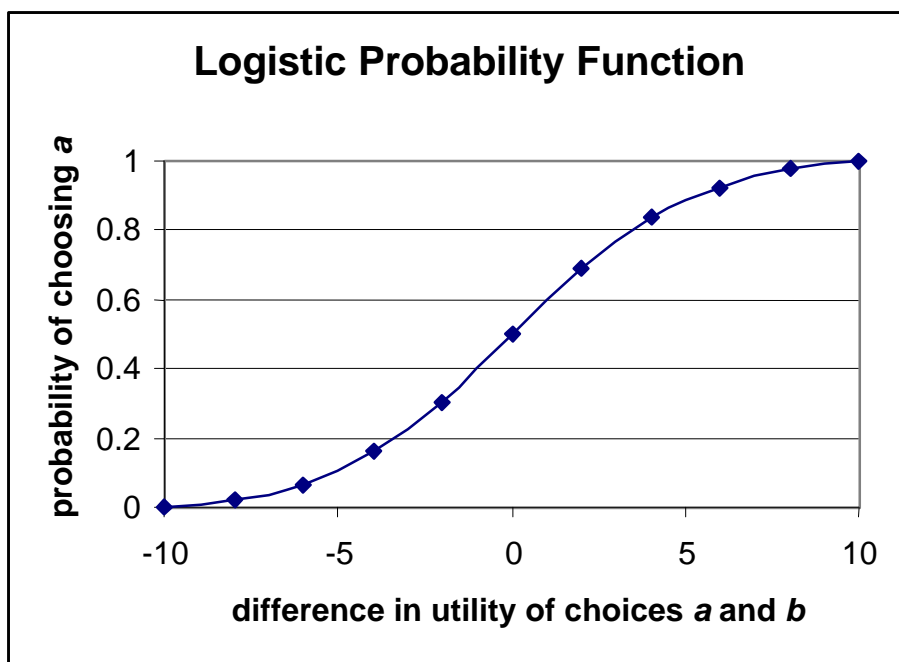 Logistic Probability Function
probability of choosing a
1
0.8
0.6
0.4
0.2
0
-10 -5 0 5 10
difference in utility of choices a and b